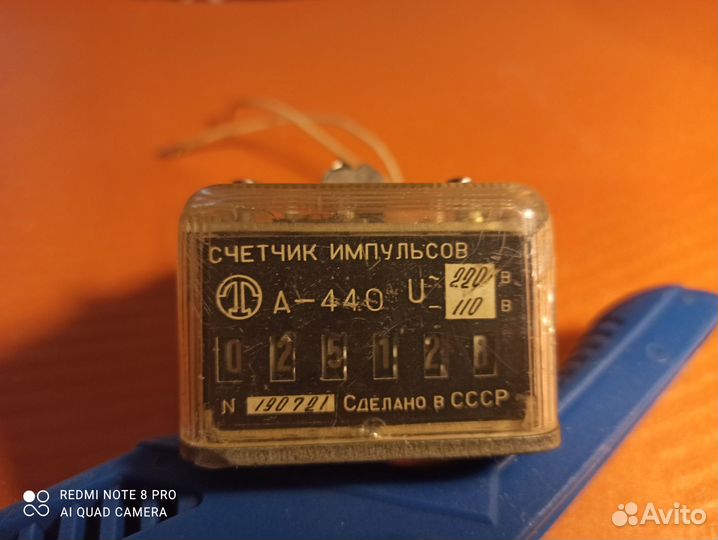 СЧЕТЧИК ИМПУЛЬСОВ
А-440 U ~ 220 В
- 110 В
0 2 5 1 2 8
N 190721 СДЕЛАНО В СССР
REDMI NOTE 8 PRO
AI QUAD CAMERA
Avito